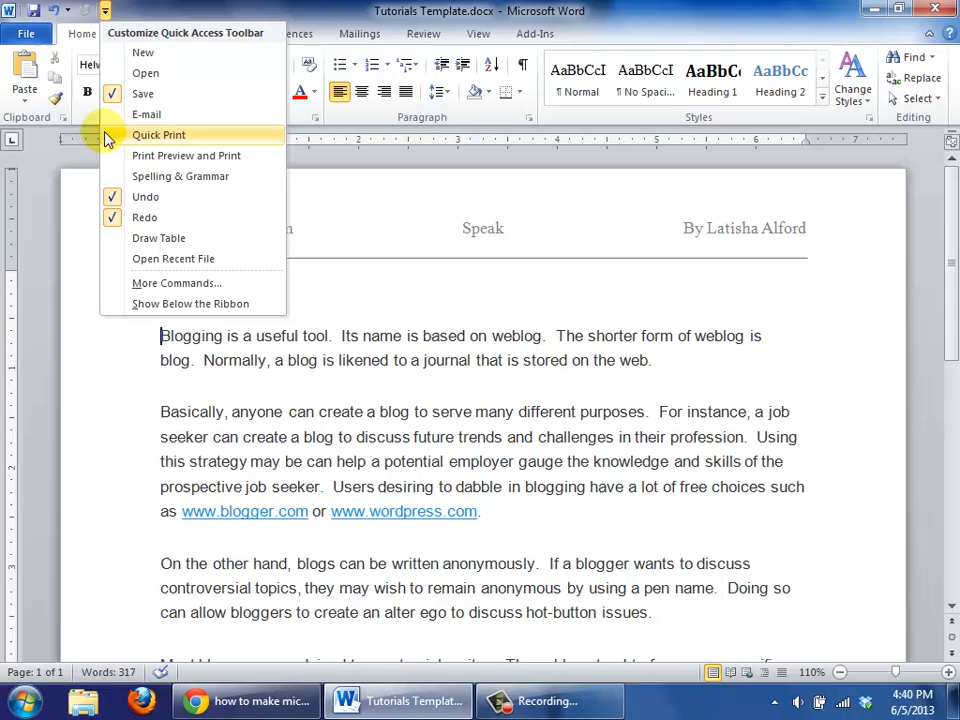 Tutorials Template.docx - Microsoft Word
File
Home
ences
Mailings
Review
View
Add-Ins
Customize Quick Access Toolbar
New
Open
Save
E-mail
Quick Print
Print Preview and Print
Spelling & Grammar
Undo
Redo
Draw Table
Open Recent File
More Commands...
Show Below the Ribbon
Paste
Clipboard
Helv
B
A
Paragraph
AaBbCcI AaBbCcI AaBbCc AaBbCc
¶ Normal ¶ No Spaci... Heading 1 Heading 2
Change
Styles
Styles
Find
Replace
Select
Editing
Speak
By Latisha Alford
Blogging is a useful tool. Its name is based on weblog. The shorter form of weblog is
blog. Normally, a blog is likened to a journal that is stored on the web.
Basically, anyone can create a blog to serve many different purposes. For instance, a job
seeker can create a blog to discuss future trends and challenges in their profession. Using
this strategy may be can help a potential employer gauge the knowledge and skills of the
prospective job seeker. Users desiring to dabble in blogging have a lot of free choices such
as www.blogger.com or www.wordpress.com.
On the other hand, blogs can be written anonymously. If a blogger wants to discuss
controversial topics, they may wish to remain anonymous by using a pen name. Doing so
can allow bloggers to create an alter ego to discuss hot-button issues.
Page: 1 of 1
Words: 317
110%
how to make mic...
Tutorials Templat...
Recording...
4:40 PM
6/5/2013